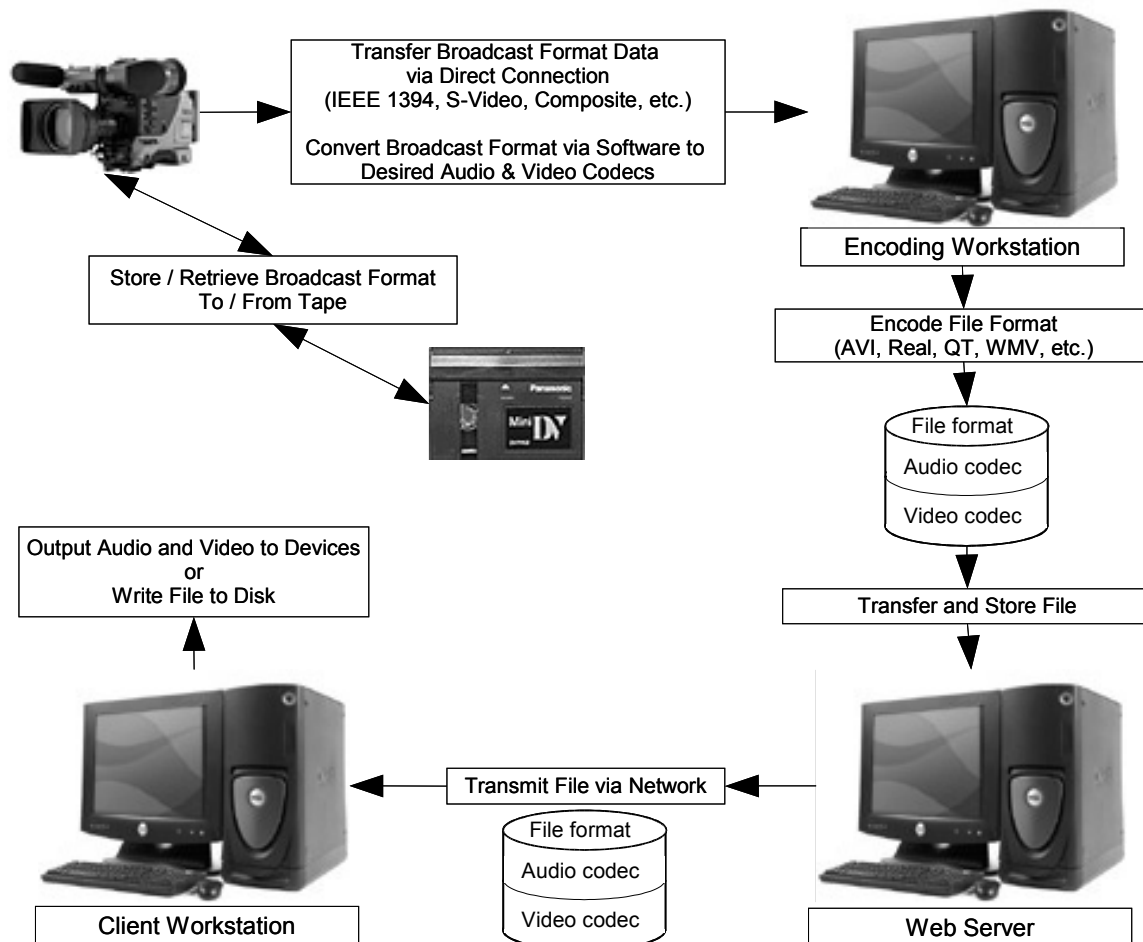 Transfer Broadcast Format Data
via Direct Connection
(IEEE 1394, S-Video, Composite, etc.)
Convert Broadcast Format via Software to
Desired Audio & Video Codecs
Encoding Workstation
Store / Retrieve Broadcast Format
To / From Tape
Encode File Format
(AVI, Real, QT, WMV, etc.)
Panasonic
Mini DV
File format
Audio codec
Video codec
Output Audio and Video to Devices
or
Write File to Disk
Transfer and Store File
Transmit File via Network
File format
Audio codec
Video codec
Client Workstation
Web Server